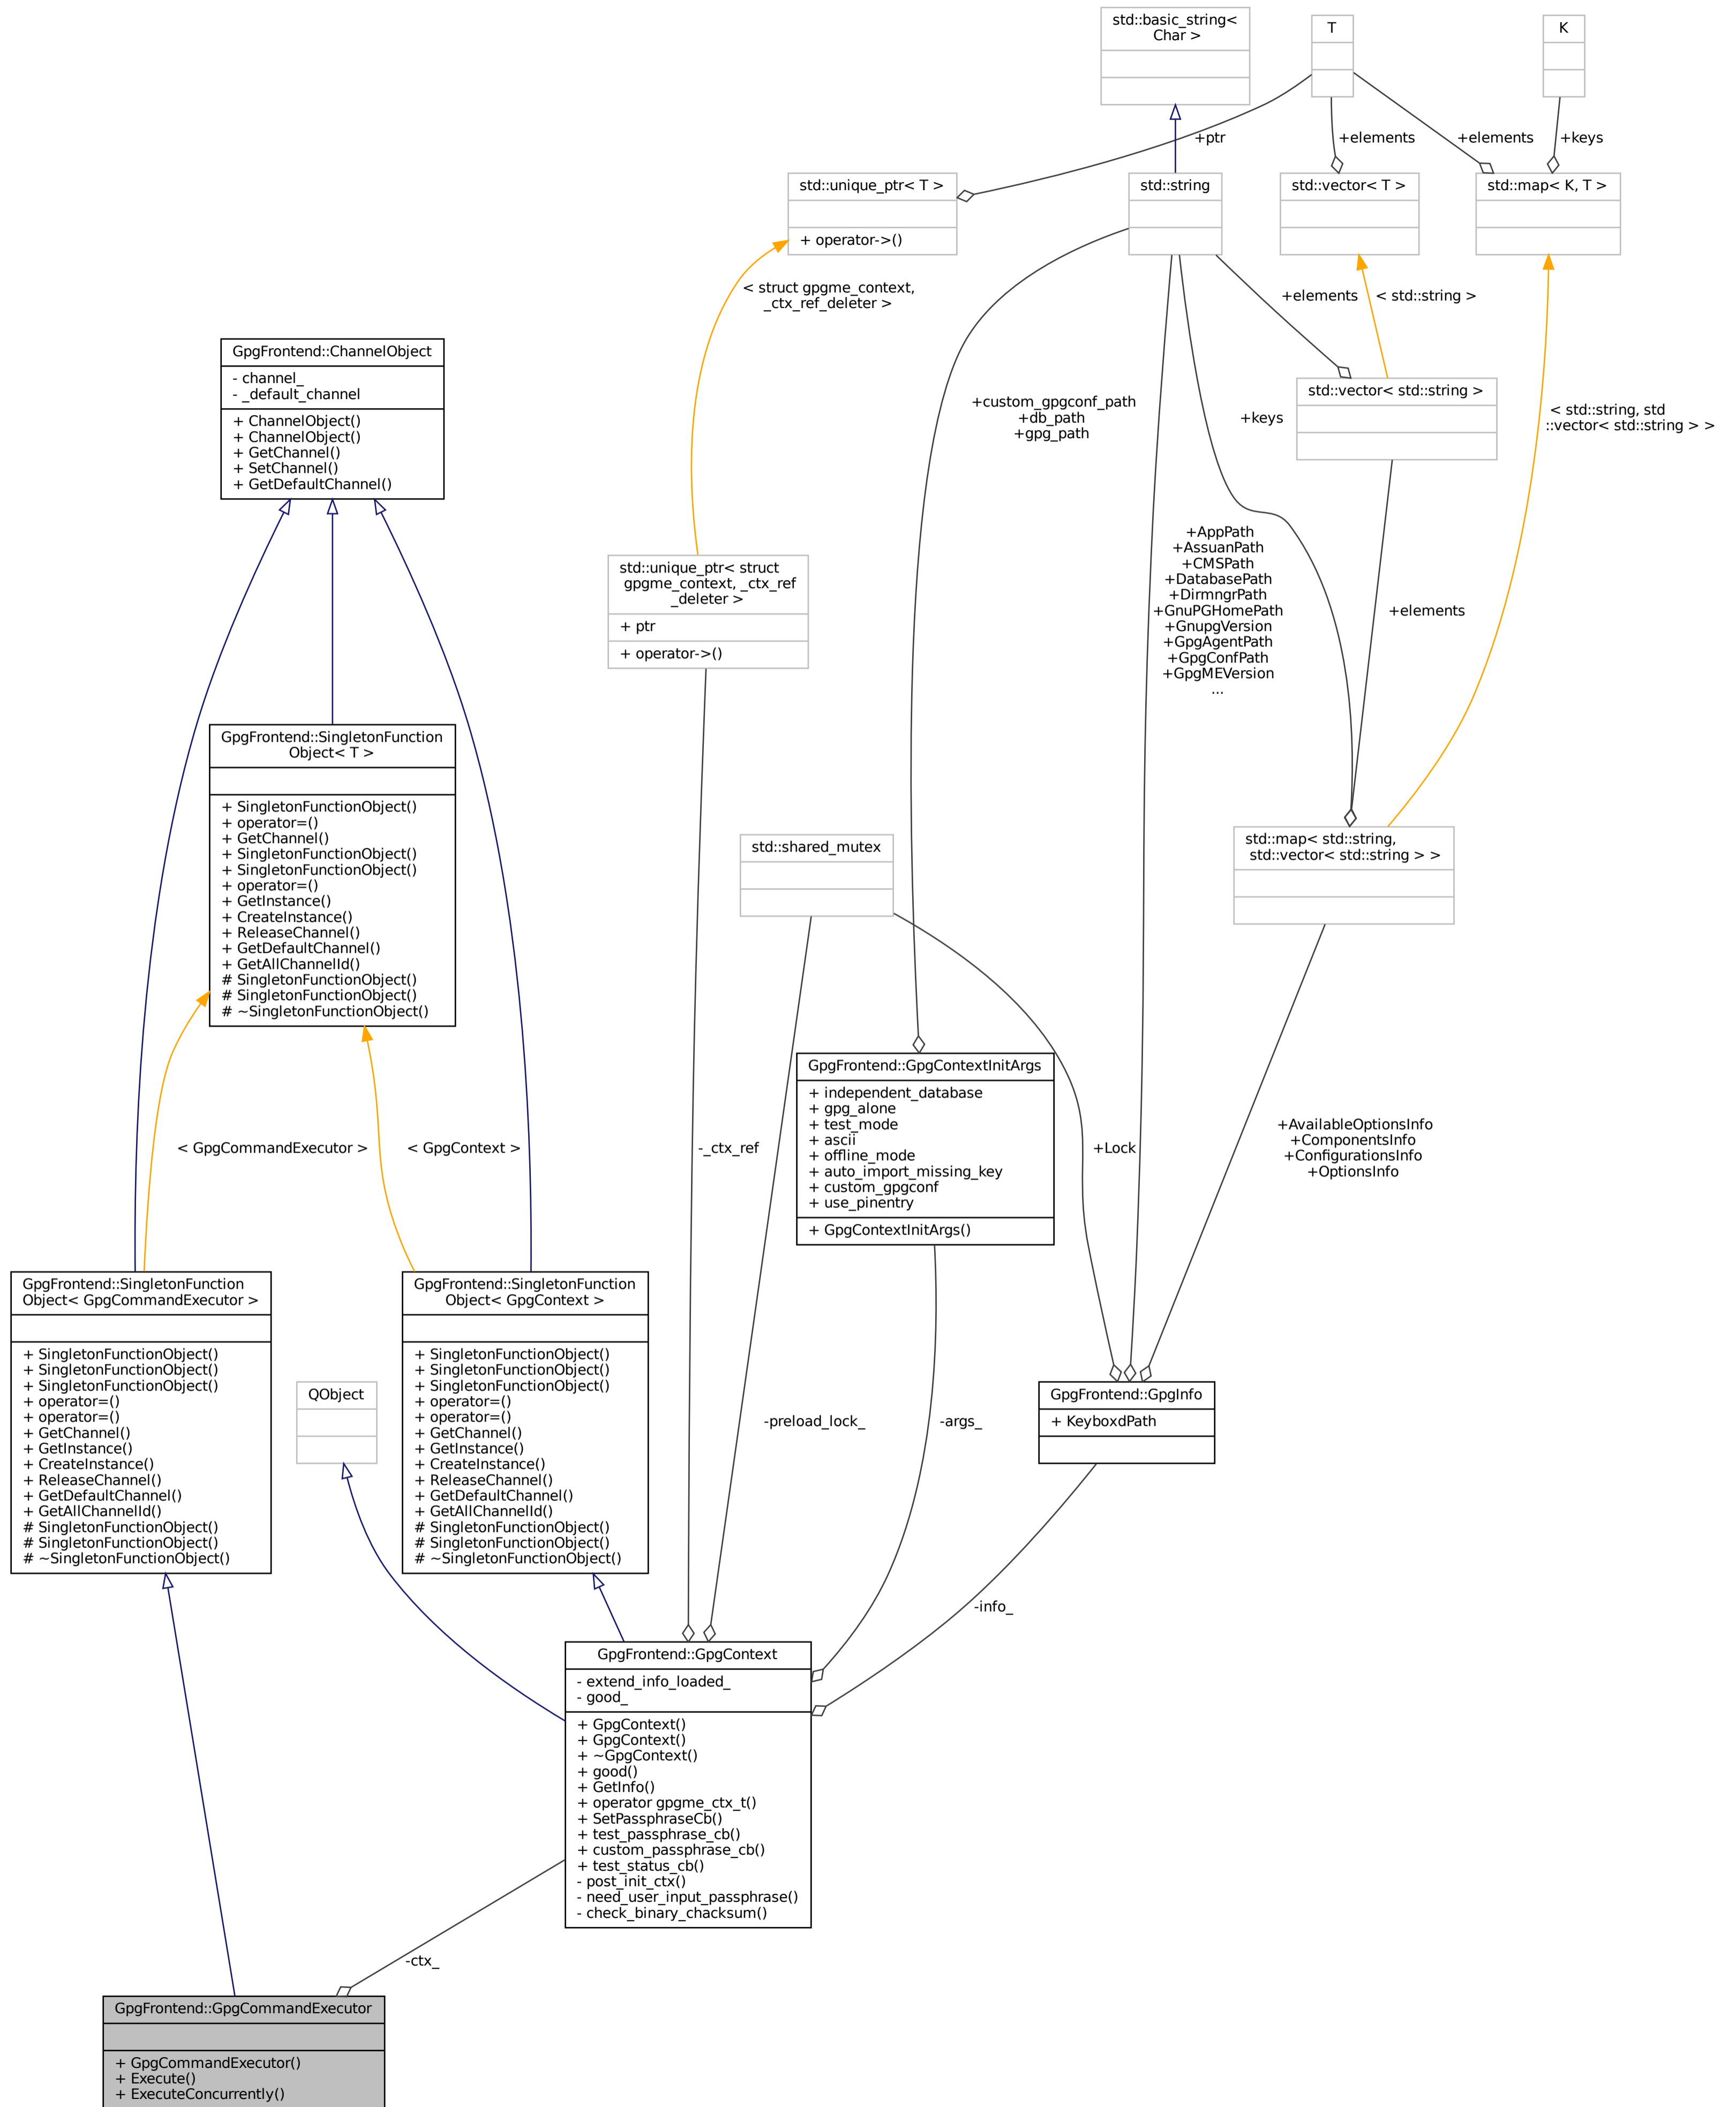 std::basic_string<
Char >
T
K
+ptr
+elements
+elements
+keys
std::unique_ptr< T >
+ operator->()
std::string
std::vector< T >
std::map< K, T >
< struct gpgme_context,
_ctx_ref_deleter >
+elements
< std::string >
GpgFrontend::ChannelObject
- channel_
- _default_channel
+ ChannelObject()
+ ChannelObject()
+ GetChannel()
+ SetChannel()
+ GetDefaultChannel()
+custom_gpgconf_path
+db_path
+gpg_path
+keys
std::vector< std::string >
< std::string, std
::vector< std::string > >
std::unique_ptr< struct
gpgme_context, _ctx_ref
_deleter >
+ ptr
+ operator->()
+AppPath
+AssuanPath
+CMSPath
+DatabasePath
+DirmngrPath
+GnuPGHomePath
+GnupgVersion
+GpgAgentPath
+GpgConfPath
+GpgMEVersion
...
+elements
GpgFrontend::SingletonFunction
Object< T >
+ SingletonFunctionObject()
+ operator=()
+ GetChannel()
+ SingletonFunctionObject()
+ SingletonFunctionObject()
+ operator=()
+ GetInstance()
+ CreateInstance()
+ ReleaseChannel()
+ GetDefaultChannel()
+ GetAllChannelId()
# SingletonFunctionObject()
# SingletonFunctionObject()
# ~SingletonFunctionObject()
std::shared_mutex
std::map< std::string,
std::vector< std::string > >
GpgFrontend::GpgContextInitArgs
+ independent_database
+ gpg_alone
+ test_mode
+ ascii
+ offline_mode
+ auto_import_missing_key
+ custom_gpgconf
+ use_pinentry
+ GpgContextInitArgs()
< GpgCommandExecutor >
< GpgContext >
-_ctx_ref
+Lock
+AvailableOptionsInfo
+ComponentsInfo
+ConfigurationsInfo
+OptionsInfo
GpgFrontend::SingletonFunction
Object< GpgCommandExecutor >
+ SingletonFunctionObject()
+ SingletonFunctionObject()
+ SingletonFunctionObject()
+ operator=()
+ operator=()
+ GetChannel()
+ GetInstance()
+ CreateInstance()
+ ReleaseChannel()
+ GetDefaultChannel()
+ GetAllChannelId()
# SingletonFunctionObject()
# SingletonFunctionObject()
# ~SingletonFunctionObject()
QObject
GpgFrontend::SingletonFunction
Object< GpgContext >
+ SingletonFunctionObject()
+ SingletonFunctionObject()
+ SingletonFunctionObject()
+ operator=()
+ operator=()
+ GetChannel()
+ GetInstance()
+ CreateInstance()
+ ReleaseChannel()
+ GetDefaultChannel()
+ GetAllChannelId()
# SingletonFunctionObject()
# SingletonFunctionObject()
# ~SingletonFunctionObject()
-preload_lock_
-args_
GpgFrontend::GpgInfo
+ KeyboxdPath
-info_
GpgFrontend::GpgContext
- extend_info_loaded_
- good_
+ GpgContext()
+ GpgContext()
+ ~GpgContext()
+ good()
+ GetInfo()
+ operator gpgme_ctx_t()
+ SetPassphraseCb()
+ test_passphrase_cb()
+ custom_passphrase_cb()
+ test_status_cb()
- post_init_ctx()
- need_user_input_passphrase()
- check_binary_chacksum()
-ctx_
GpgFrontend::GpgCommandExecutor
+ GpgCommandExecutor()
+ Execute()
+ ExecuteConcurrently()